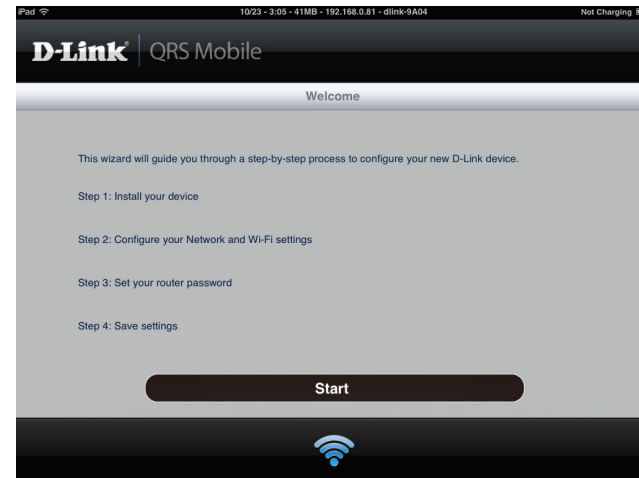 iPad
10/23 - 3:05 - 41MB - 192.168.0.81 - dlink-9A04
Not Charging
D-Link QRS Mobile
Welcome
This wizard will guide you through a step-by-step process to configure your new D-Link device.
Step 1: Install your device
Step 2: Configure your Network and Wi-Fi settings
Step 3: Set your router password
Step 4: Save settings
Start